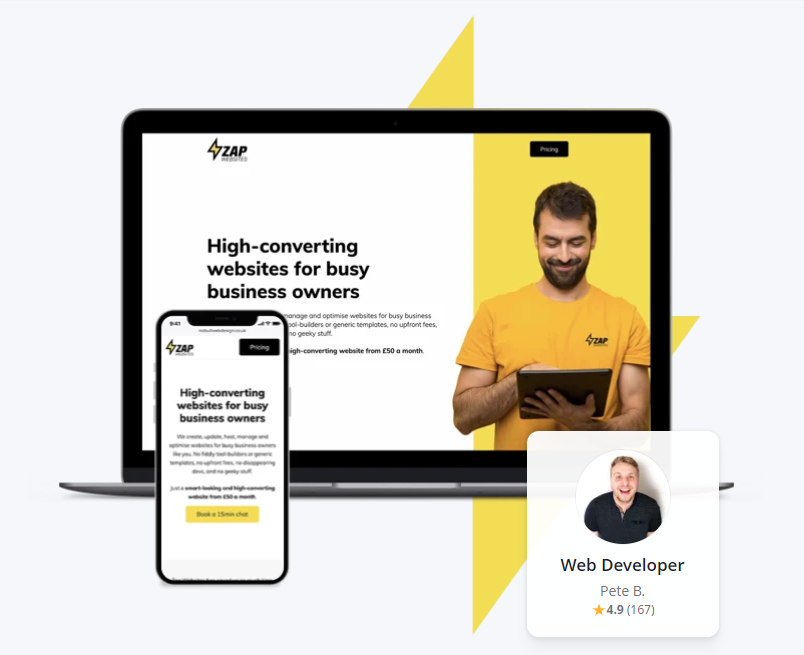 ZAP
WEBSITES
Pricing
High-converting
websites for busy
business owners
manage and optimise websites for busy business
tool-builders or generic templates, no upfront fees,
no geeky stuff.
high-converting website from £50 a month.
ZAP
9:41
ZAP
WEBSITES
Pricing
High-converting
websites for busy
business owners
We create, update, host, manage and
optimise websites for busy business owners
like you. No fiddly tool-builders or generic
templates, no upfront fees, no disappearing
devs, and no geeky stuff.
Just a smart-looking and high-converting
website from £50 a month.
Book a 15min chat
Web Developer
Pete B.
4.9 (167)